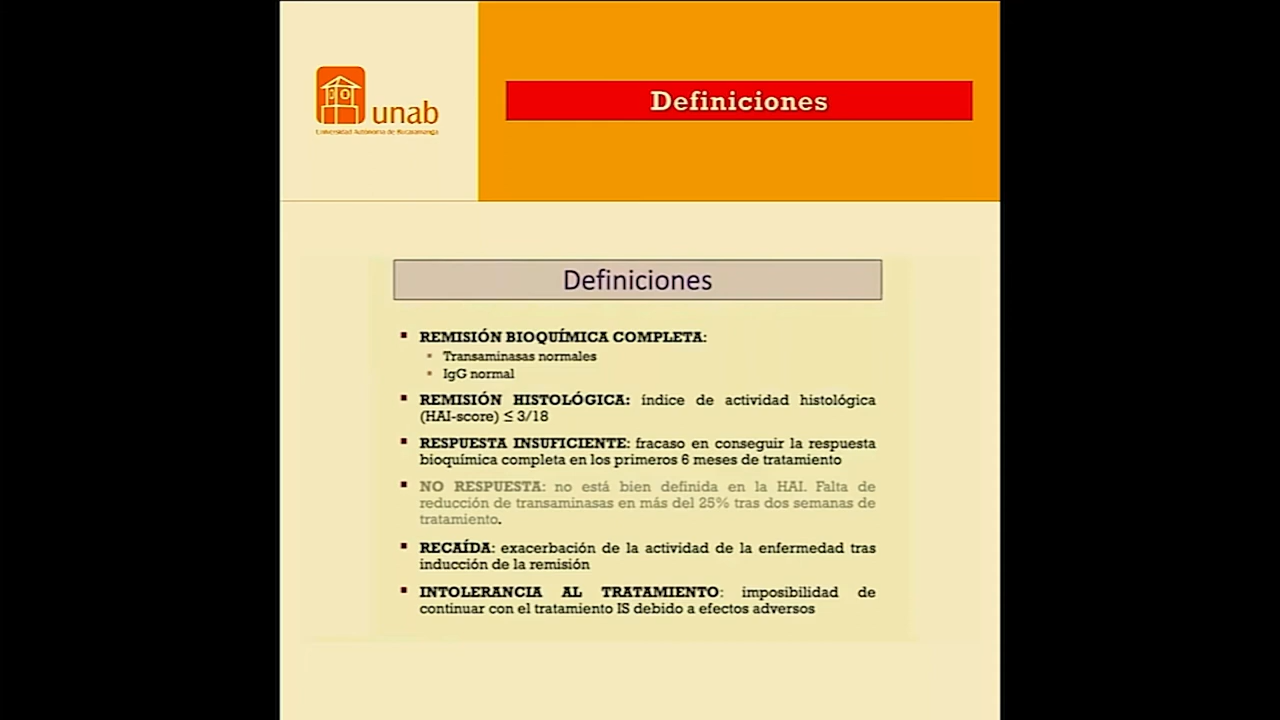 unab
Universidad Autónoma de Bucaramanga
Definiciones
Definiciones
▪ REMISIÓN BIOQUÍMICA COMPLETA:
▪ Transaminasas normales
▪ IgG normal
▪ REMISIÓN HISTOLÓGICA: índice de actividad histológica
(HAI-score) ≤ 3/18
▪ RESPUESTA INSUFICIENTE: fracaso en conseguir la respuesta
bioquímica completa en los primeros 6 meses de tratamiento
▪ NO RESPUESTA: no está bien definida en la HAI. Falta de
reducción de transaminasas en más del 25% tras dos semanas de
tratamiento.
▪ RECAÍDA: exacerbación de la actividad de la enfermedad tras
inducción de la remisión
▪ INTOLERANCIA AL TRATAMIENTO: imposibilidad de
continuar con el tratamiento IS debido a efectos adversos